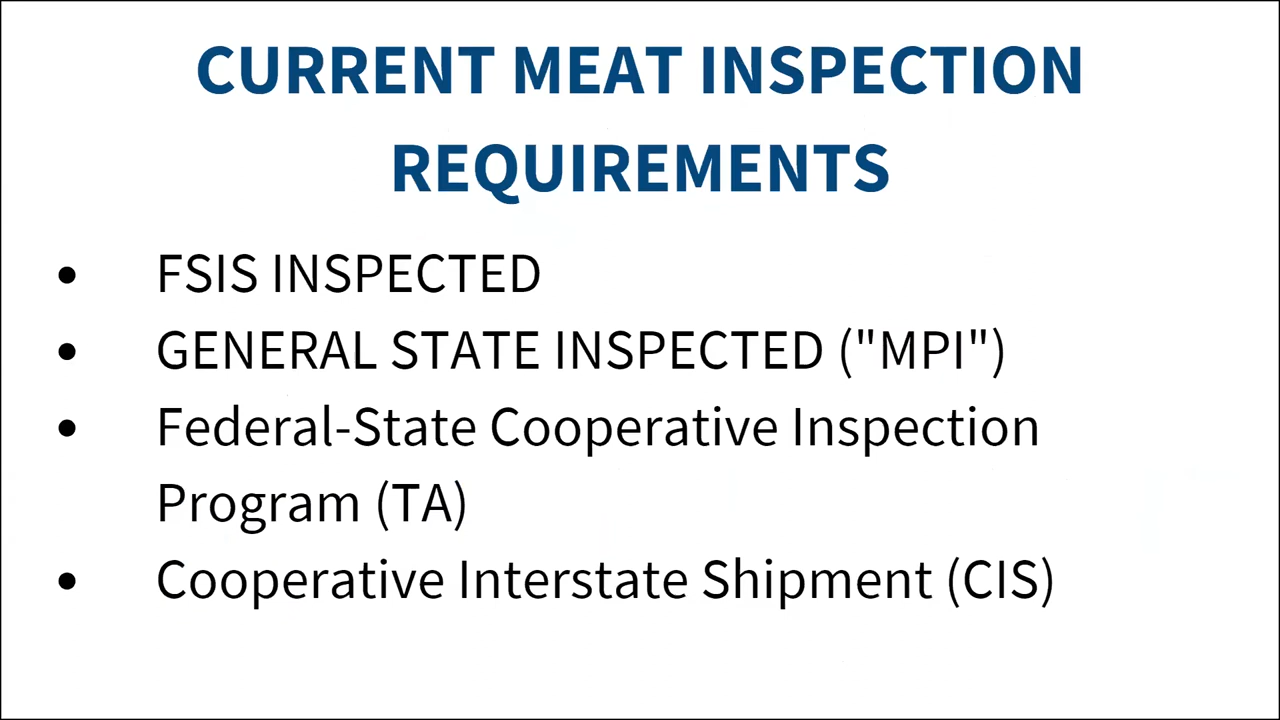 CURRENT MEAT INSPECTION
REQUIREMENTS
• FSIS INSPECTED
• GENERAL STATE INSPECTED ("MPI")
• Federal-State Cooperative Inspection
Program (TA)
• Cooperative Interstate Shipment (CIS)